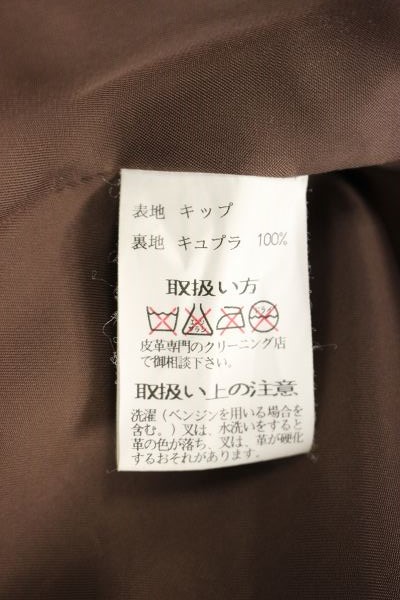 表地 キップ
裏地 キュプラ 100%
取扱い方
皮革専門のクリーニング店
で御相談下さい。
取扱い上の注意
洗濯（ベンジンを用いる場合を
含む。）又は、水洗いをすると
革の色が落ち、又は、革が硬化
するおそれがあります。